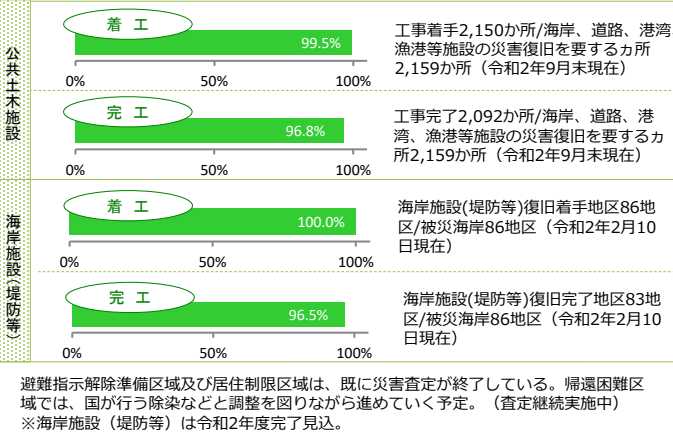 公共土木施設
着 工
99.5%
0% 50% 100%
工事着手2,150か所/海岸、道路、港湾、
漁港等施設の災害復旧を要するヵ所
2,159か所（令和2年9月末現在）
完 工
96.8%
0% 50% 100%
工事完了2,092か所/海岸、道路、港
湾、漁港等施設の災害復旧を要するヵ
所2,159か所（令和2年9月末現在）
海岸施設(堤防等)
着 工
100.0%
0% 50% 100%
海岸施設(堤防等)復旧着手地区86地
区/被災海岸86地区（令和2年2月10
日現在）
完 工
96.5%
0% 50% 100%
海岸施設(堤防等)復旧完了地区83地
区/被災海岸86地区（令和2年2月10
日現在）
避難指示解除準備区域及び居住制限区域は、既に災害査定が終了している。帰還困難区
域では、国が行う除染などと調整を図りながら進めていく予定。（査定継続実施中）
※海岸施設（堤防等）は令和2年度完了見込。